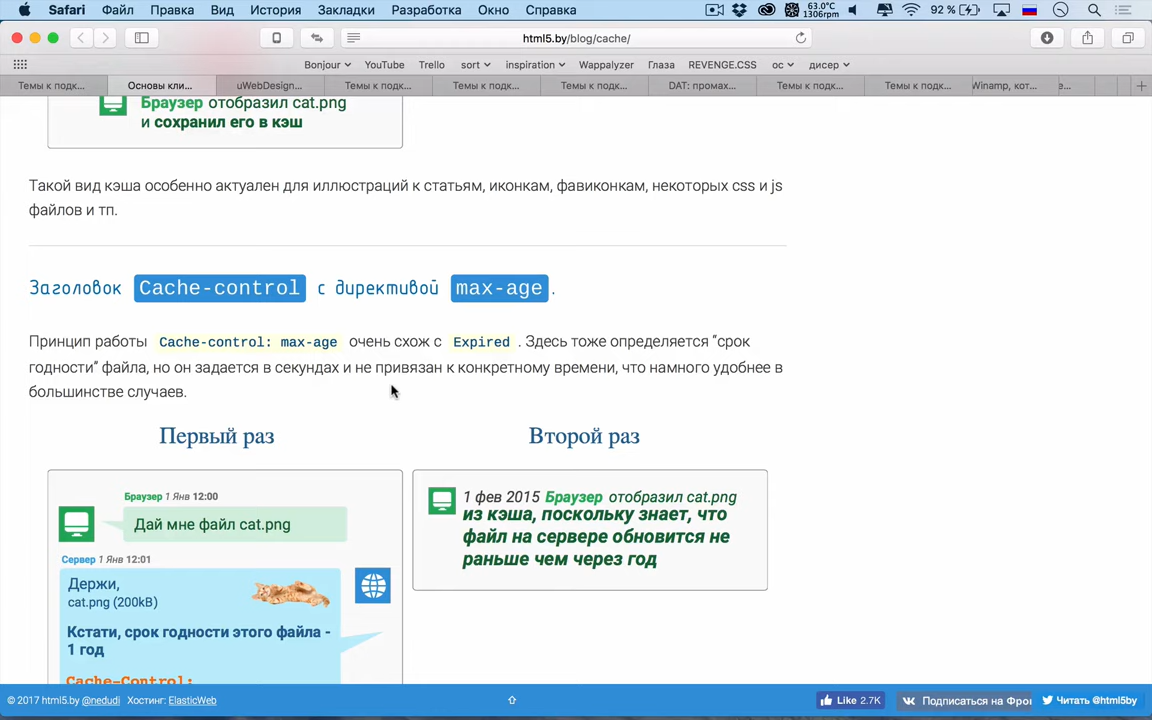 Safari Файл Правка Вид История Закладки Разработка Окно Справка 63.0°C 1306rpm 92 %
html5.by/blog/cache/
Bonjour YouTube Trello sort inspiration Wappalyzer Глаза REVENGE.CSS ос дисер
Темы к подк... Основы кли... uWebDesign... Темы к подк... Темы к подк... Темы к подк... DAT: промах... Темы к подк... Темы к подк... Winamp, кот... е...
Браузер отобразил cat.png
и сохранил его в кэш
Такой вид кэша особенно актуален для иллюстраций к статьям, иконкам, фавиконкам, некоторых css и js
файлов и тп.
Заголовок Cache-control с директивой max-age.
Принцип работы Cache-control: max-age очень схож с Expired. Здесь тоже определяется "срок
годности" файла, но он задается в секундах и не привязан к конкретному времени, что намного удобнее в
большинстве случаев.
Первый раз
Браузер 1 Янв 12:00
Дай мне файл cat.png
Сервер 1 Янв 12:01
Держи,
cat.png (200kB)
Кстати, срок годности этого файла -
1 год
Cache-Control:
Второй раз
1 фев 2015 Браузер отобразил cat.png
из кэша, поскольку знает, что
файл на сервере обновится не
раньше чем через год
© 2017 html5.by @nedudi Хостинг: ElasticWeb Like 2.7K Подписаться на Фро Читать @html5by